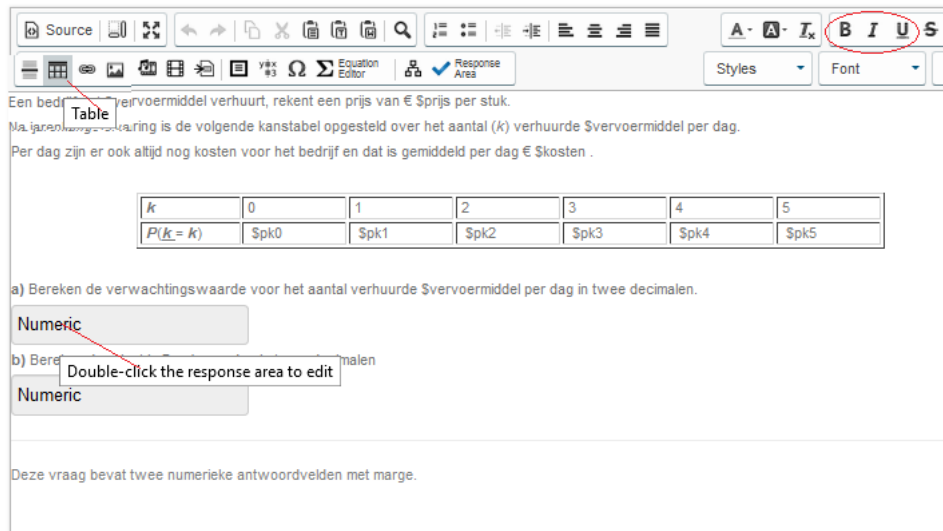 Source
A A Tx B I U S
Ω Σ Equation Editor Response Area Styles Font
Een bedr vervoermiddel verhuurt, rekent een prijs van € $prijs per stuk.
Table
Na aring is de volgende kanstabel opgesteld over het aantal (k) verhuurde $vervoermiddel per dag.
Per dag zijn er ook altijd nog kosten voor het bedrijf en dat is gemiddeld per dag € $kosten .
k 0 1 2 3 4 5
P(k = k) $pk0 $pk1 $pk2 $pk3 $pk4 $pk5
a) Bereken de verwachtingswaarde voor het aantal verhuurde $vervoermiddel per dag in twee decimalen.
Numeric
b) Bere malen
Double-click the response area to edit
Numeric
Deze vraag bevat twee numerieke antwoordvelden met marge.